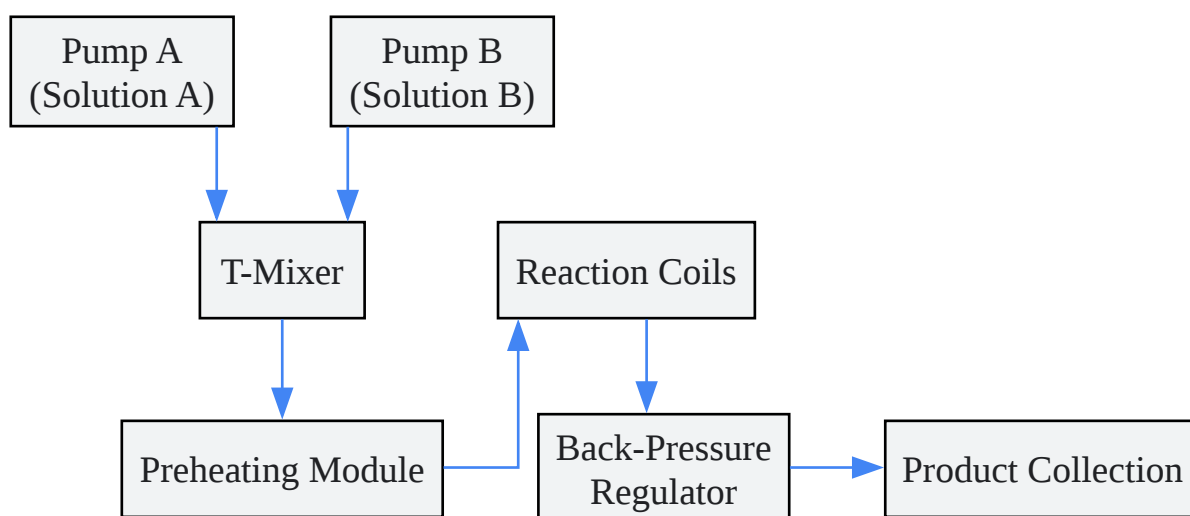 Pump A
(Solution A)
Pump B
(Solution B)
T-Mixer
Reaction Coils
Preheating Module
Back-Pressure
Regulator
Product Collection